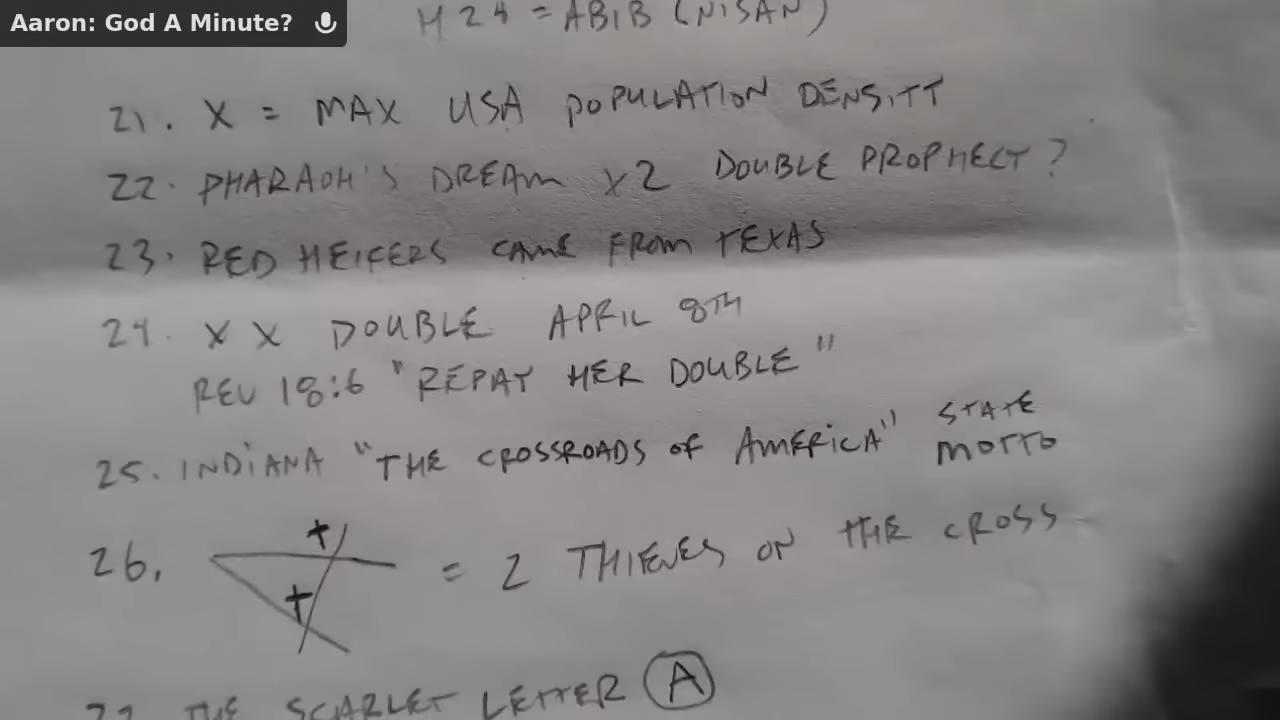 Aaron: God A Minute?
H24 = ABIB (NISAN)
21. X = MAX USA POPULATION DENSITY
22. PHARAOH'S DREAM X2 DOUBLE PROPHECY?
23. RED HEIFERS CAME FROM TEXAS
24. X X DOUBLE APRIL 8TH
REV 18:6 "REPAY HER DOUBLE"
25. INDIANA "THE CROSSROADS OF AMERICA" STATE MOTTO
26. = 2 THIEVES ON THE CROSS
THE SCARLET LETTER A